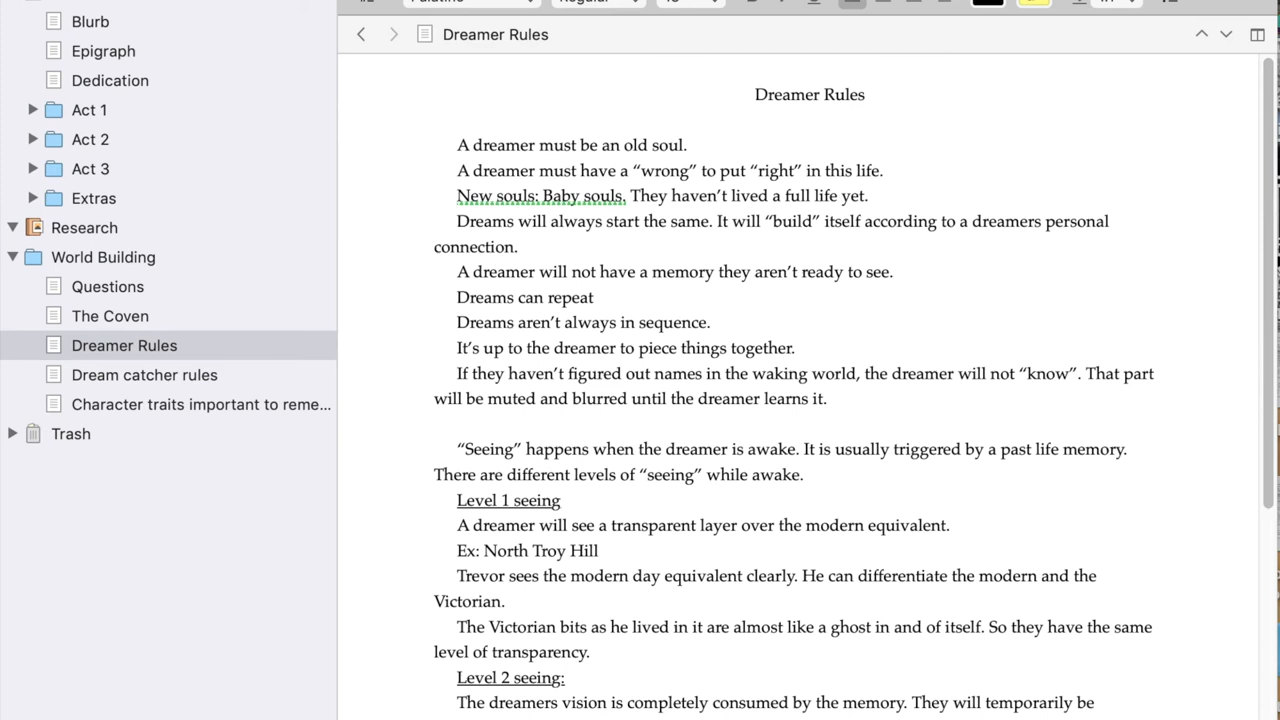 Blurb
Epigraph
Dedication
Act 1
Act 2
Act 3
Extras
Research
World Building
Questions
The Coven
Dreamer Rules
Dream catcher rules
Character traits important to reme...
Trash
Dreamer Rules
Dreamer Rules
A dreamer must be an old soul.
A dreamer must have a “wrong” to put “right” in this life.
New souls: Baby souls. They haven’t lived a full life yet.
Dreams will always start the same. It will “build” itself according to a dreamers personal
connection.
A dreamer will not have a memory they aren’t ready to see.
Dreams can repeat
Dreams aren’t always in sequence.
It’s up to the dreamer to piece things together.
If they haven’t figured out names in the waking world, the dreamer will not “know”. That part
will be muted and blurred until the dreamer learns it.
“Seeing” happens when the dreamer is awake. It is usually triggered by a past life memory.
There are different levels of “seeing” while awake.
Level 1 seeing
A dreamer will see a transparent layer over the modern equivalent.
Ex: North Troy Hill
Trevor sees the modern day equivalent clearly. He can differentiate the modern and the
Victorian.
The Victorian bits as he lived in it are almost like a ghost in and of itself. So they have the same
level of transparency.
Level 2 seeing:
The dreamers vision is completely consumed by the memory. They will temporarily be